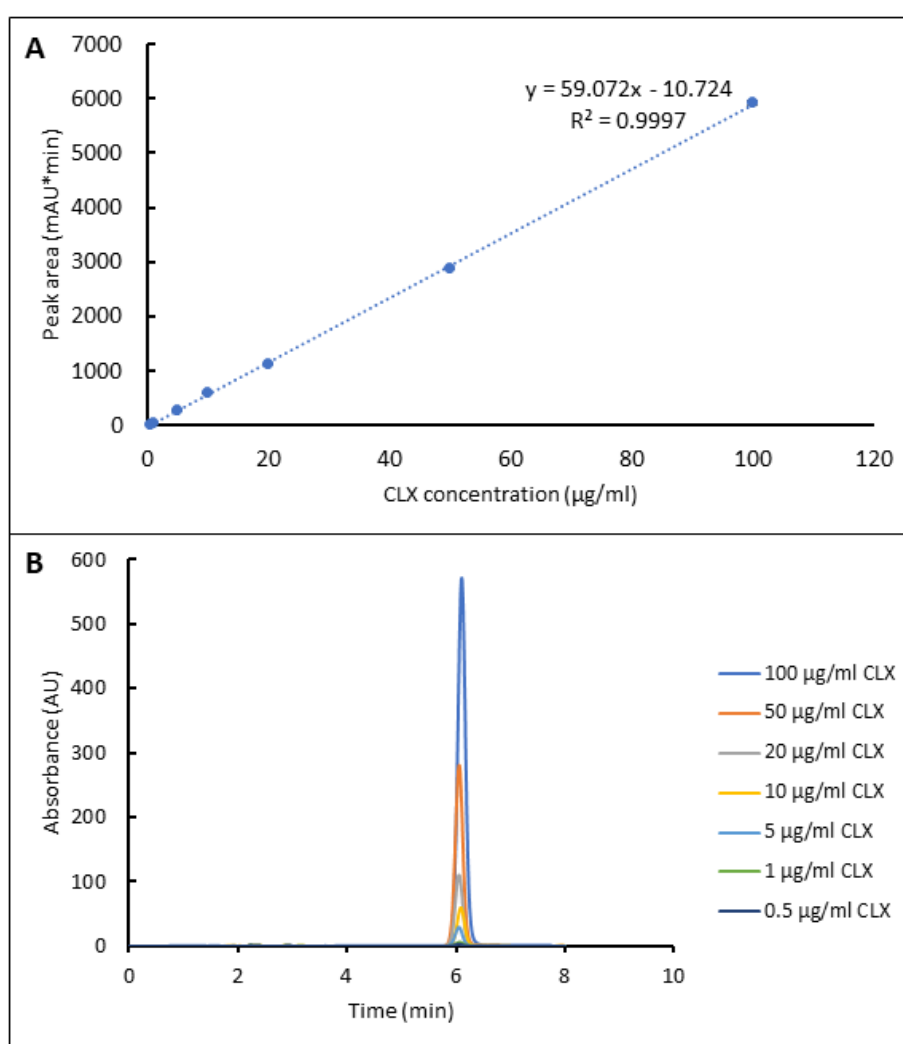 A
7000
6000
5000
4000
3000
2000
1000
0
Peak area (mAU*min)
y = 59.072x - 10.724
R² = 0.9997
0 20 40 60 80 100 120
CLX concentration (µg/ml)
B
600
500
400
300
200
100
0
Absorbance (AU)
0 2 4 6 8 10
Time (min)
100 µg/ml CLX
50 µg/ml CLX
20 µg/ml CLX
10 µg/ml CLX
5 µg/ml CLX
1 µg/ml CLX
0.5 µg/ml CLX